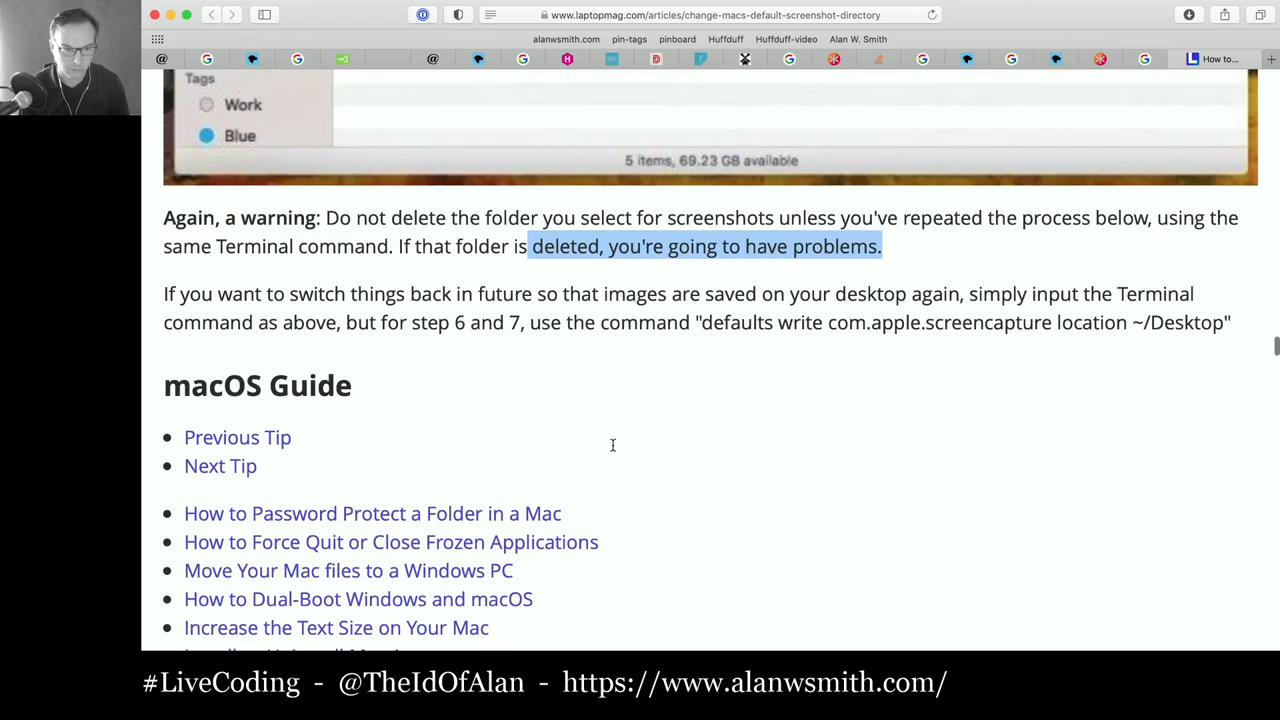 www.laptopmag.com/articles/change-macs-default-screenshot-directory
alanwsmith.com pin-tags pinboard Huffduff Huffduff-video Alan W. Smith
How to...
Tags
Work
Blue
5 items, 69.23 GB available
Again, a warning: Do not delete the folder you select for screenshots unless you've repeated the process below, using the
same Terminal command. If that folder is deleted, you're going to have problems.
If you want to switch things back in future so that images are saved on your desktop again, simply input the Terminal
command as above, but for step 6 and 7, use the command "defaults write com.apple.screencapture location ~/Desktop"
macOS Guide
Previous Tip
Next Tip
How to Password Protect a Folder in a Mac
How to Force Quit or Close Frozen Applications
Move Your Mac files to a Windows PC
How to Dual-Boot Windows and macOS
Increase the Text Size on Your Mac
#LiveCoding - @TheIdOfAlan - https://www.alanwsmith.com/